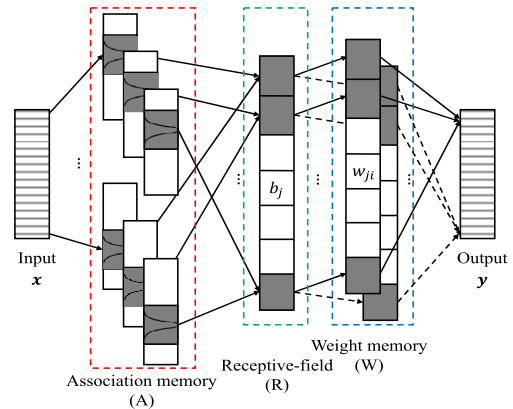 Input
x
Association memory
(A)
b_j
Receptive-field
(R)
w_ji
Weight memory
(W)
Output
y
...
...
...
...